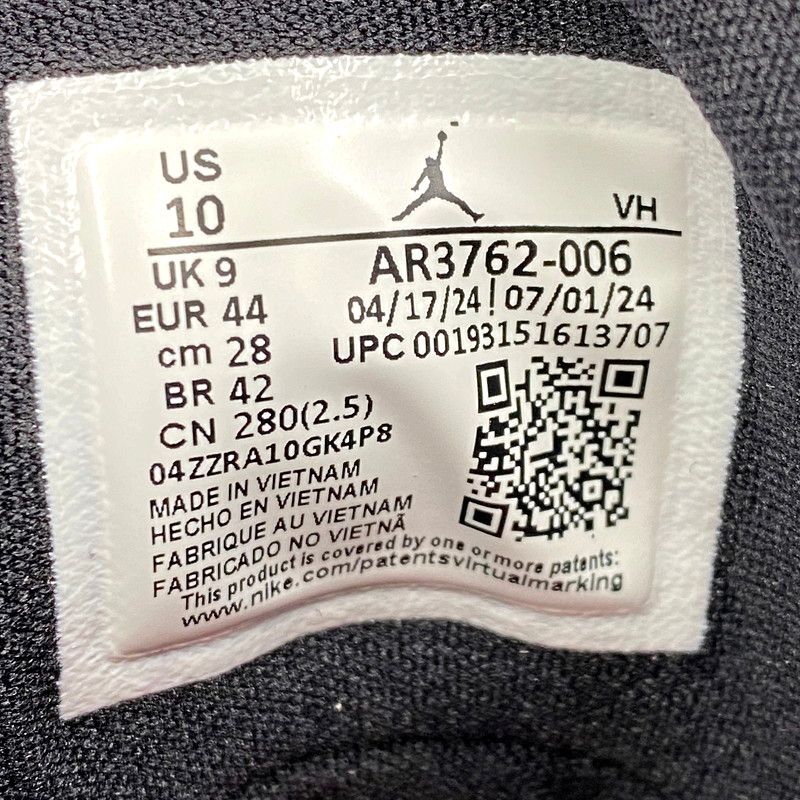 US
10
VH
UK 9
EUR 44
cm 28
BR 42
CN 280(2.5)
AR3762-006
04/17/24 07/01/24
UPC 00193151613707
04ZZRA10GK4P8
MADE IN VIETNAM
HECHO EN VIETNAM
FABRIQUE AU VIETNAM
FABRICADO NO VIETNÃ
This product is covered by one or more patents:
www.nike.com/patentsvirtualmarking